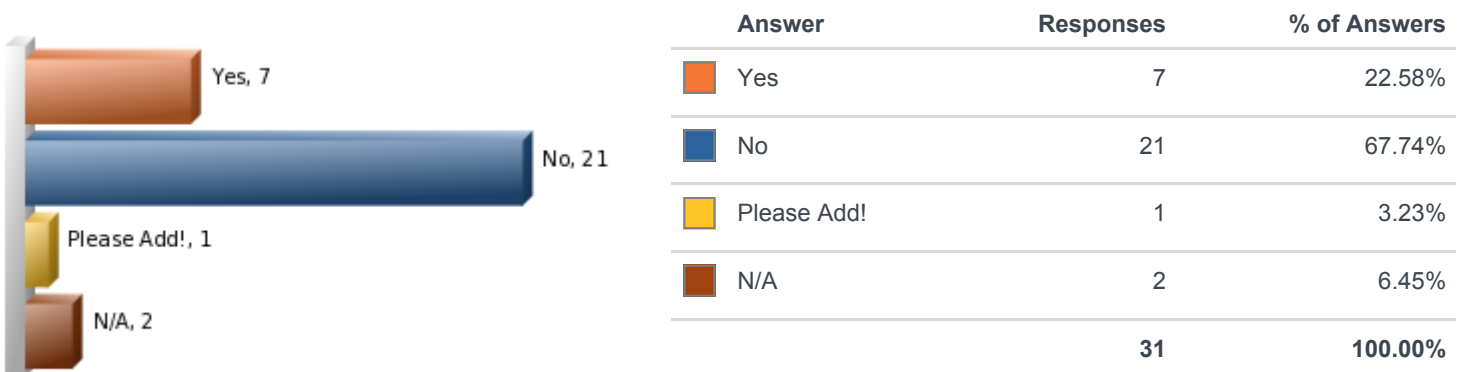 Yes, 7
No, 21
Please Add!, 1
N/A, 2
Answer Responses % of Answers
Yes 7 22.58%
No 21 67.74%
Please Add! 1 3.23%
N/A 2 6.45%
31 100.00%